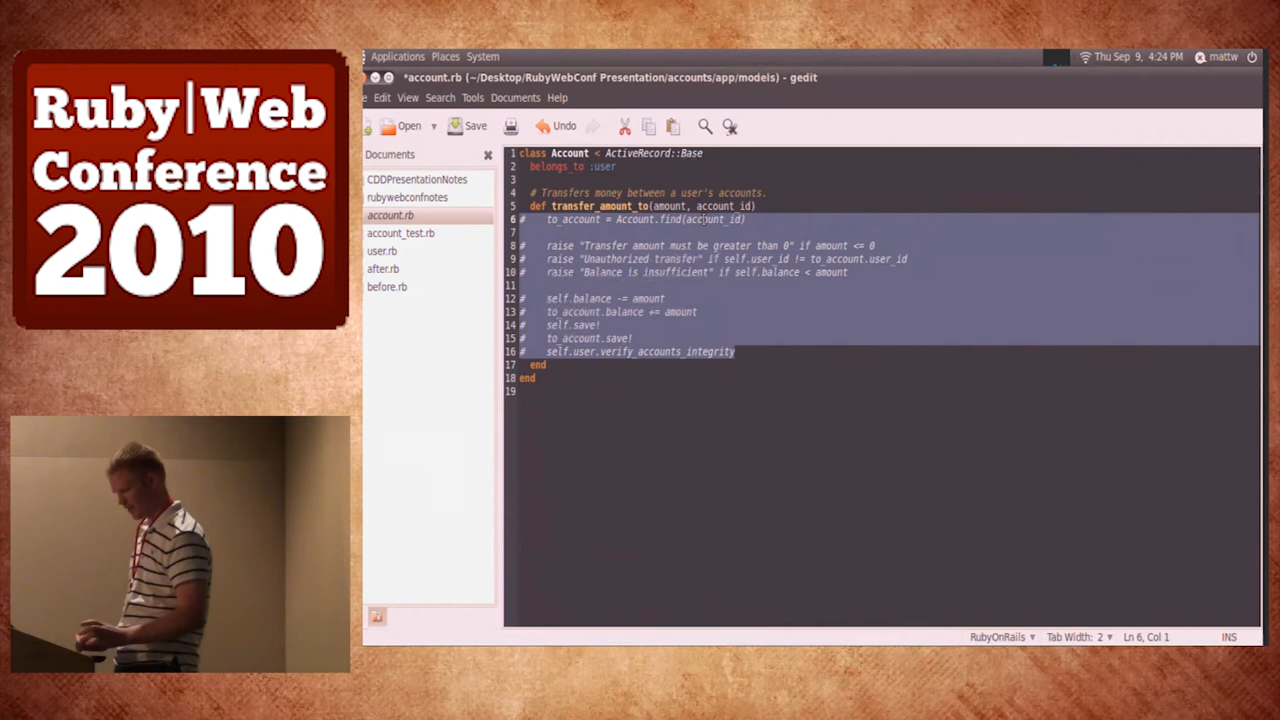 Ruby|Web
Conference
2010
Applications Places System
Thu Sep 9, 4:24 PM mattw
*account.rb (~/Desktop/RubyWebConf Presentation/accounts/app/models) - gedit
Edit View Search Tools Documents Help
Open Save Undo
Documents
CDDPresentationNotes
rubywebconfnotes
account.rb
account_test.rb
user.rb
after.rb
before.rb
1 class Account < ActiveRecord::Base
2 belongs_to :user
3
4 # Transfers money between a user's accounts.
5 def transfer_amount_to(amount, account_id)
6 # to_account = Account.find(account_id)
7
8 # raise "Transfer amount must be greater than 0" if amount <= 0
9 # raise "Unauthorized transfer" if self.user_id != to_account.user_id
10 # raise "Balance is insufficient" if self.balance < amount
11
12 # self.balance -= amount
13 # to_account.balance += amount
14 # self.save!
15 # to_account.save!
16 # self.user.verify_accounts_integrity
17 end
18 end
19
RubyOnRails Tab Width: 2 Ln 6, Col 1 INS